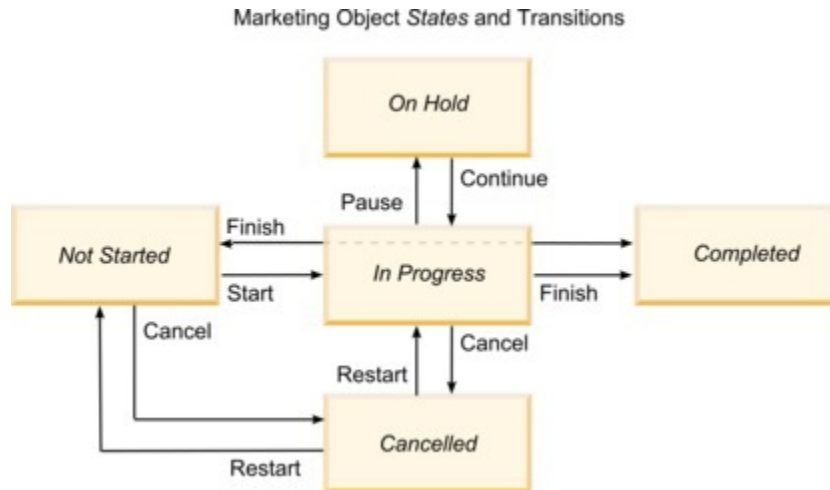 Marketing Object States and Transitions
On Hold
Pause
Continue
Not Started
Finish
Start
In Progress
Finish
Completed
Cancel
Restart
Cancel
Cancelled
Restart